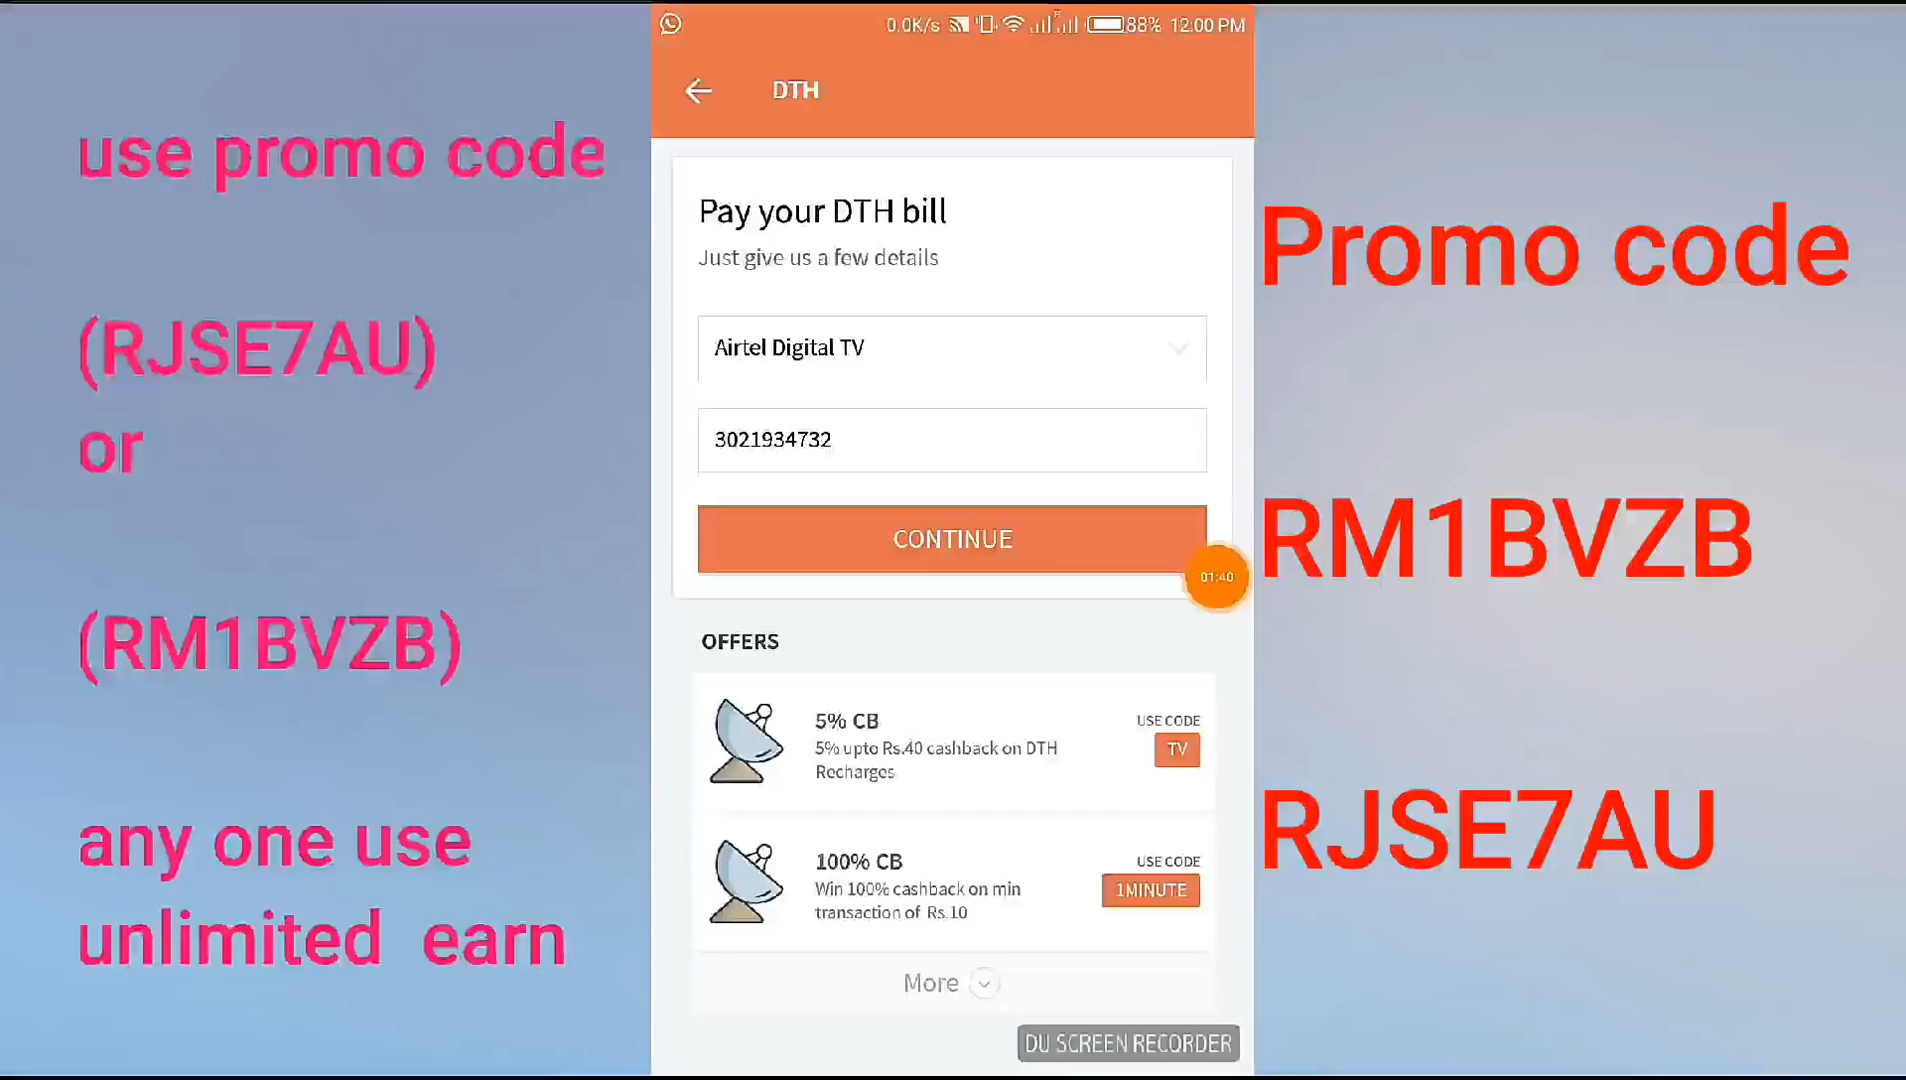 use promo code
(RJSE7AU)
or
(RM1BVZB)
any one use
unlimited earn
0.0K/s 88% 12:00 PM
DTH
Pay your DTH bill
Just give us a few details
Airtel Digital TV
3021934732
CONTINUE
01:40
OFFERS
5% CB
5% upto Rs.40 cashback on DTH
Recharges
USE CODE
TV
100% CB
Win 100% cashback on min
transaction of Rs.10
USE CODE
1MINUTE
More
DU SCREEN RECORDER
Promo code
RM1BVZB
RJSE7AU